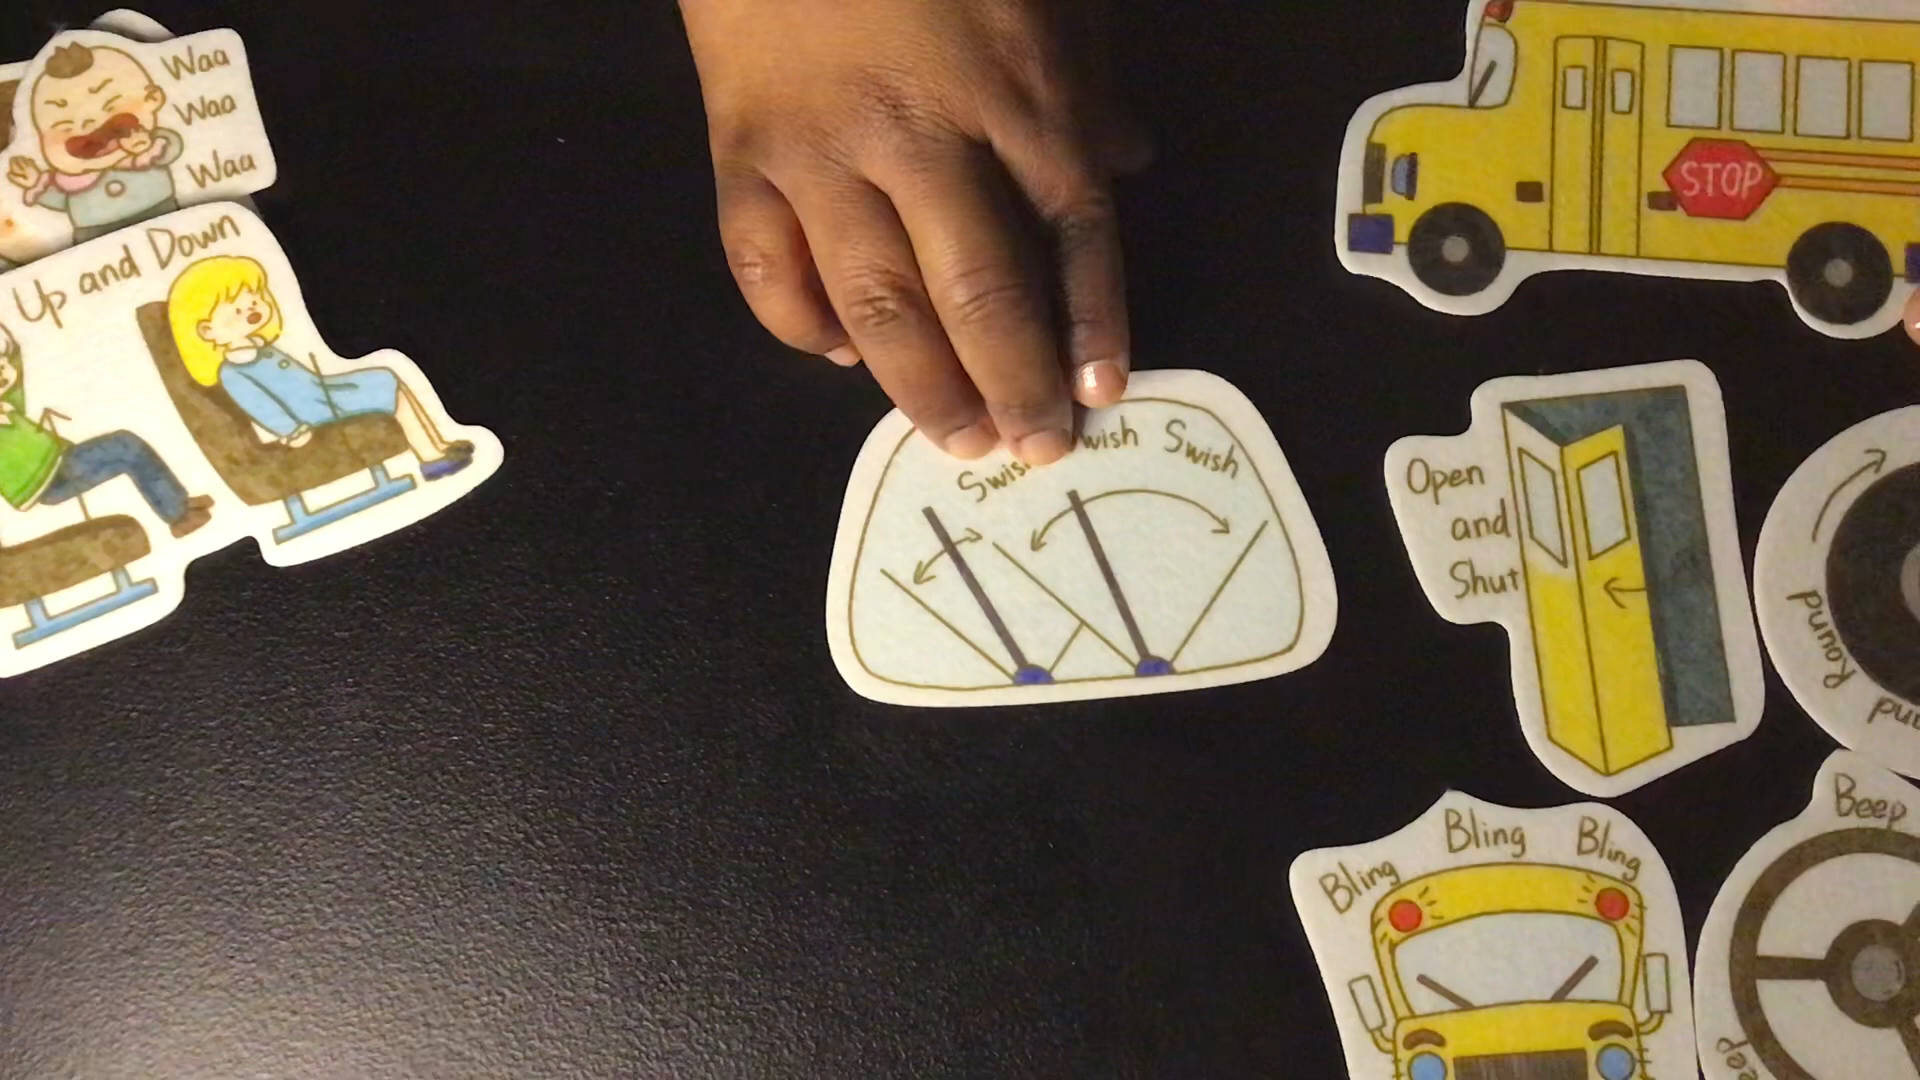 Waa
Waa
Waa
Up and Down
Swish Swish
STOP
Open
and
Shut
Round
Bling Bling Bling
Beep